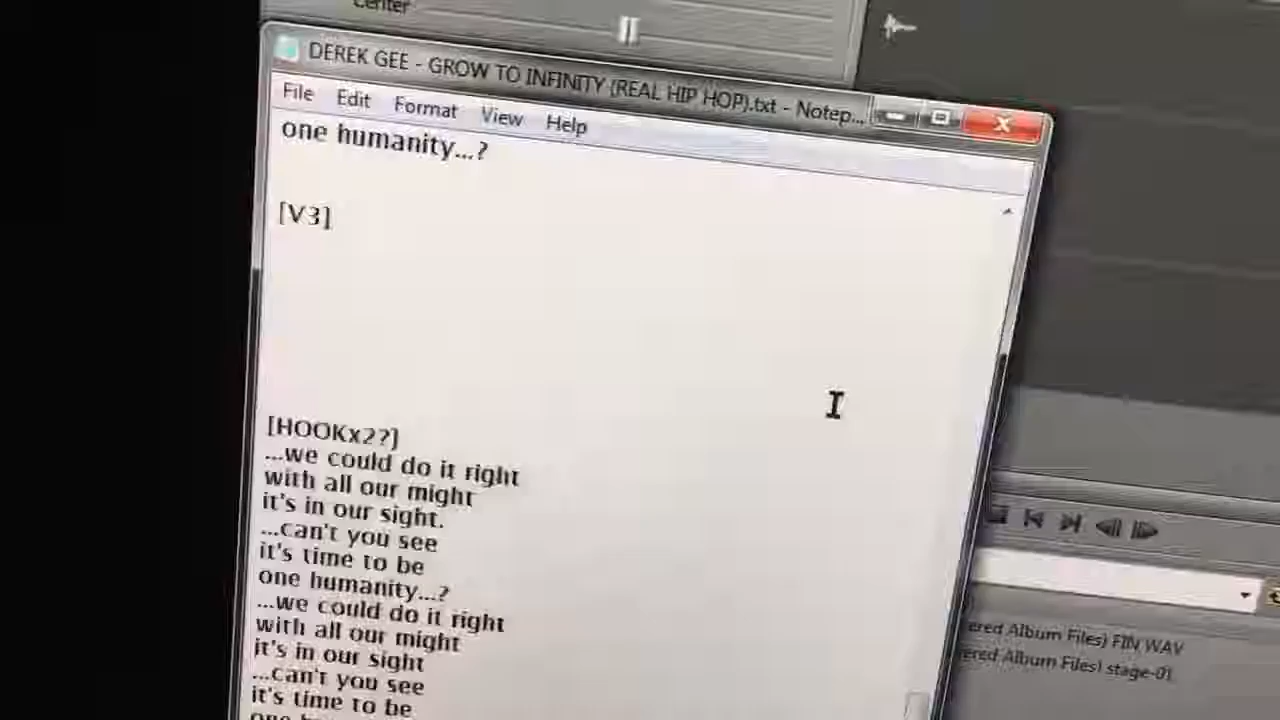 Center
DEREK GEE - GROW TO INFINITY (REAL HIP HOP).txt - Notep...
File Edit Format View Help
one humanity...?
[V3]
[HOOKx2?]
...we could do it right
with all our might
it's in our sight.
...can't you see
it's time to be
one humanity...?
...we could do it right
with all our might
it's in our sight
...can't you see
it's time to be
ered Album Files) FIN WAV
ered Album Files) stage-01